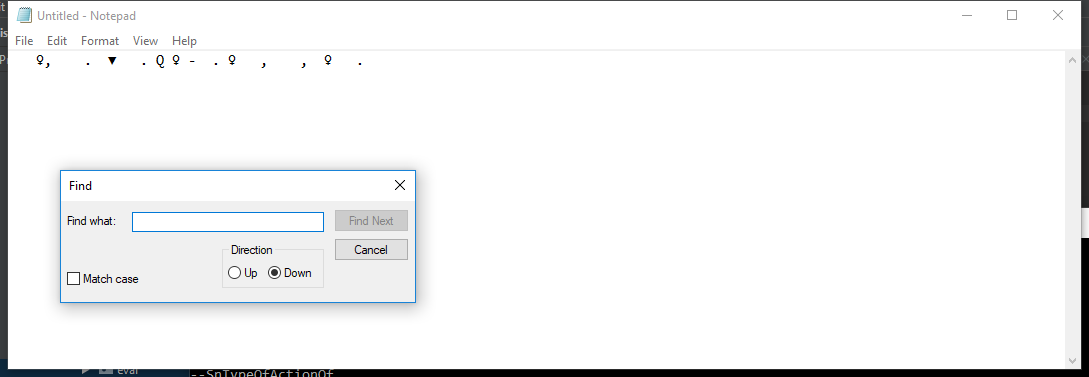 Untitled - Notepad
File Edit Format View Help
♀, . ▼ . Q ♀ - . ♀ , , ♀ .
Find
Find what:
Find Next
Direction
Cancel
Up Down
Match case
eval
--SpTypeOfActionOf